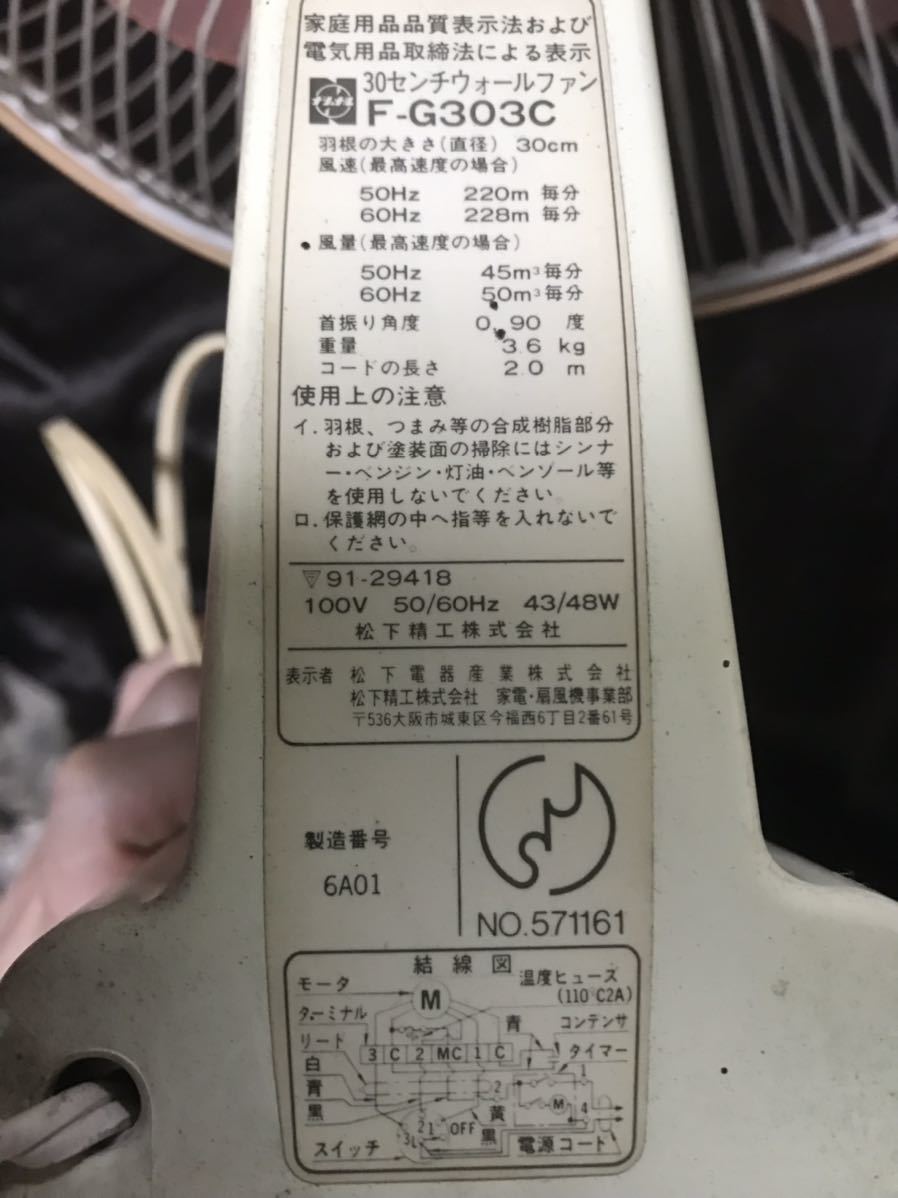 家庭用品品質表示法および
電気用品取締法による表示
ナショナル
30センチウォールファン
F-G303C
羽根の大きさ(直径) 30cm
風速(最高速度の場合)
50Hz 220m 毎分
60Hz 228m 毎分
風量(最高速度の場合)
50Hz 45m³毎分
60Hz 50m³毎分
首振り角度 0,90 度
重量 3.6 kg
コードの長さ 2.0 m
使用上の注意
イ.羽根、つまみ等の合成樹脂部分
および塗装面の掃除にはシンナ
ー・ベンジン・灯油・ベンゾール等
を使用しないでください。
ロ.保護網の中へ指等を入れないで
ください。
91-29418
100V 50/60Hz 43/48W
松下精工株式会社
表示者 松下電器産業株式会社
松下精工株式会社 家電・扇風機事業部
〒536大阪市城東区今福西6丁目2番61号
製造番号
6A01
NO.571161
結線図
モータ
M
温度ヒューズ
(110°C2A)
ターミナル
青
コンデンサ
リード
3 C 2 MC 1 C
タイマー
白
1
青
2
M
4
黒
黄
3 2 1 OFF
黒
スイッチ
電源コード